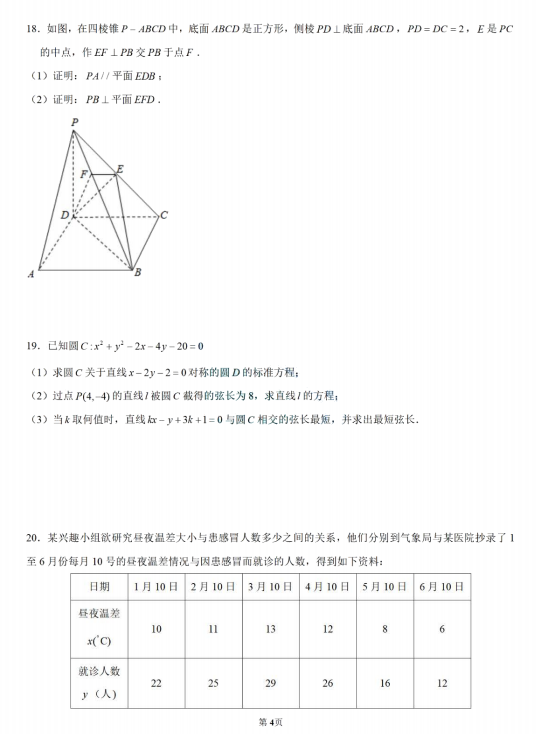 18．如图，在四棱锥 P－ABCD 中，底面 ABCD 是正方形，侧棱 PD⊥底面 ABCD，PD＝DC＝2，E 是 PC
的中点，作 EF⊥PB 交 PB 于点 F．
（1）证明：PA//平面 EDB；
（2）证明：PB⊥平面 EFD．
P
F E
D C
A B
19．已知圆 C:x²+y²－2x－4y－20＝0
（1）求圆 C 关于直线 x－2y－2＝0 对称的圆 D 的标准方程；
（2）过点 P(4,－4) 的直线 l 被圆 C 截得的弦长为 8，求直线 l 的方程；
（3）当 k 取何值时，直线 kx－y+3k+1＝0 与圆 C 相交的弦长最短，并求出最短弦长．
20．某兴趣小组欲研究昼夜温差大小与患感冒人数多少之间的关系，他们分别到气象局与某医院抄录了 1
至 6 月份每月 10 号的昼夜温差情况与因患感冒而就诊的人数，得到如下资料：
日期 1 月 10 日 2 月 10 日 3 月 10 日 4 月 10 日 5 月 10 日 6 月 10 日
昼夜温差
x(°C) 10 11 13 12 8 6
就诊人数
y（人） 22 25 29 26 16 12
第 4页